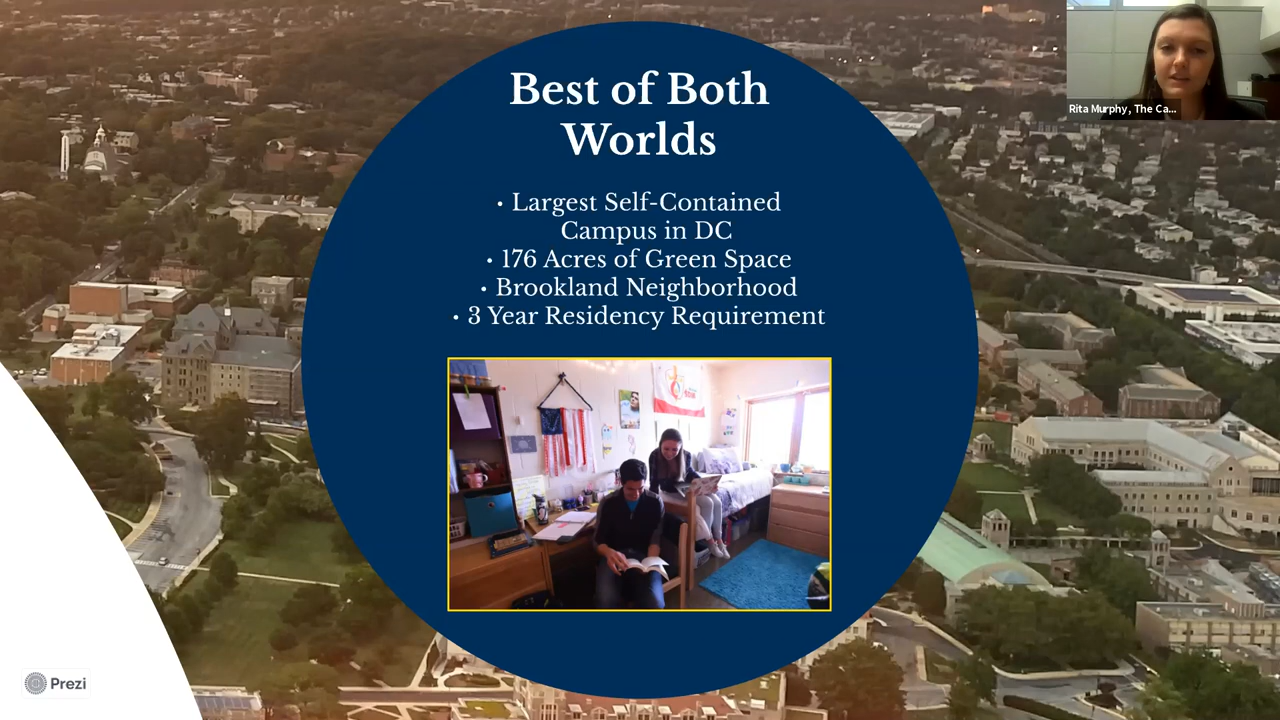 Best of Both
Worlds
• Largest Self-Contained
Campus in DC
• 176 Acres of Green Space
• Brookland Neighborhood
• 3 Year Residency Requirement
Rita Murphy, The Ca...
Prezi